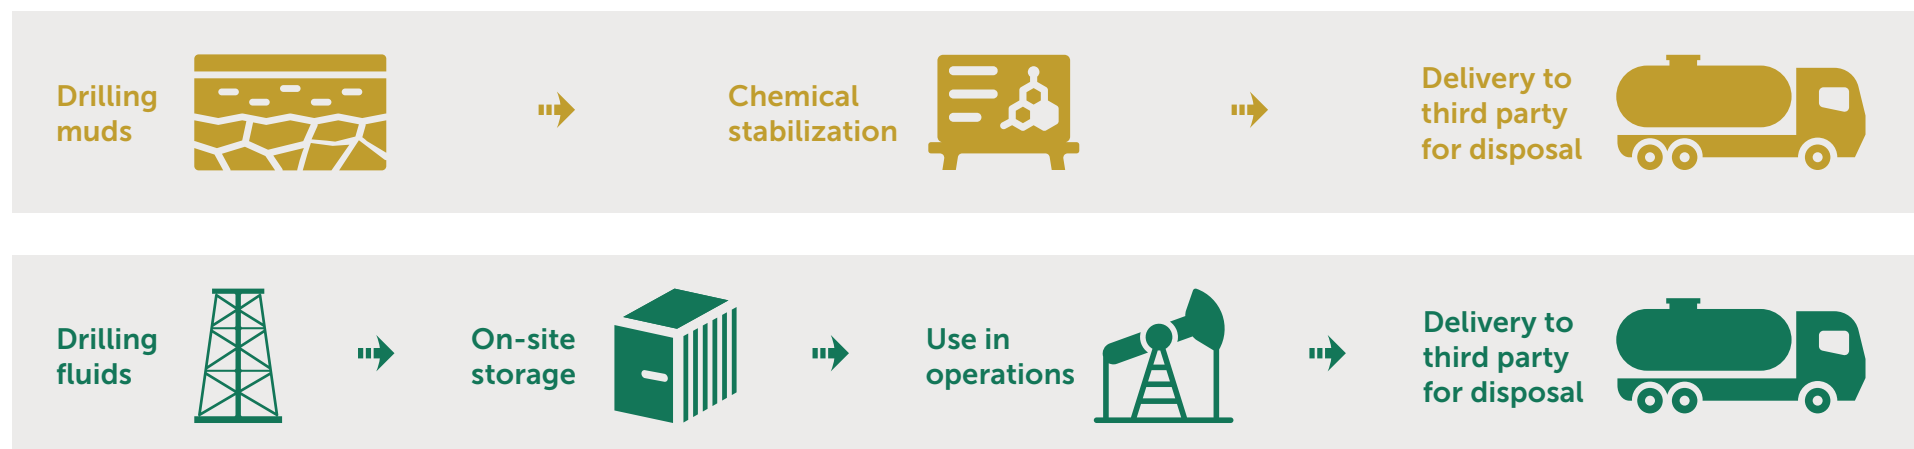 Drilling
muds
Chemical
stabilization
Delivery to
third party
for disposal
Drilling
fluids
On-site
storage
Use in
operations
Delivery to
third party
for disposal